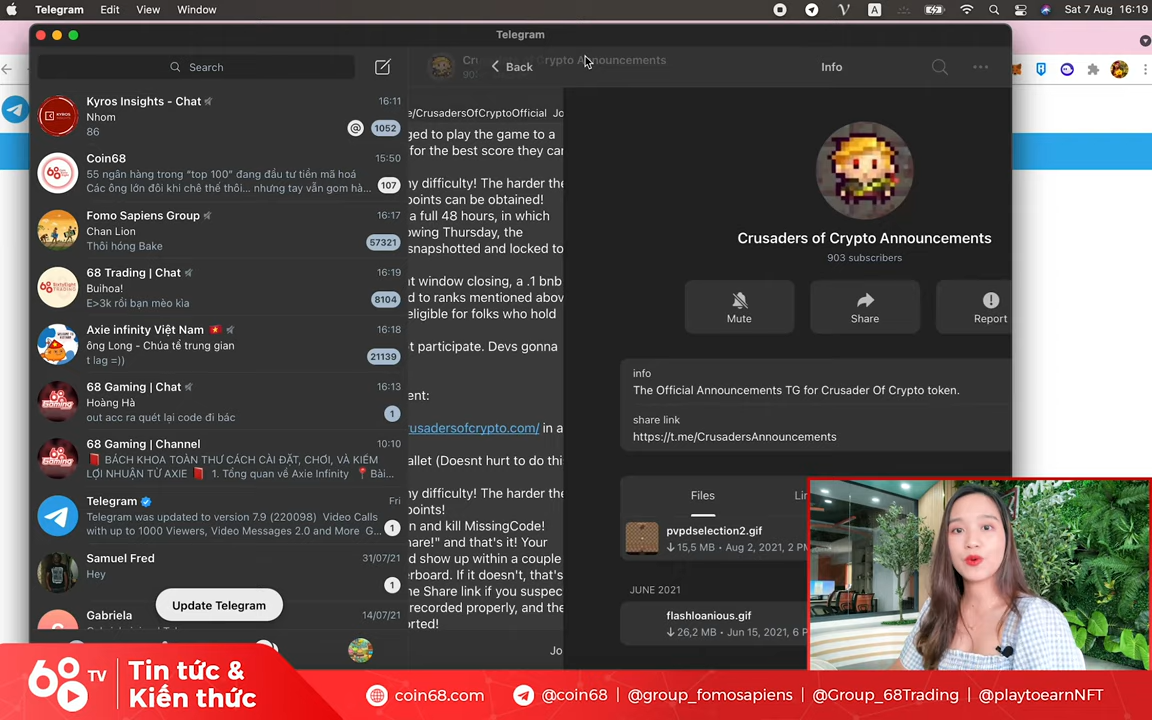 Telegram Edit View Window
A
Sat 7 Aug 16:19
Telegram
Search
Kyros Insights - Chat 16:11
Nhom
86 @ 1052
Coin68 15:50
55 ngân hàng trong "top 100" đang đầu tư tiền mã hoá
Các ông lớn đôi khi chê thế thôi... nhưng tay vẫn gom hà... 107
Fomo Sapiens Group 16:17
Chan Lion
Thôi hóng Bake 57321
68 Trading | Chat 16:19
Buihoa!
E>3k rồi bạn mèo kìa 8104
Axie infinity Việt Nam 16:18
ông Long - Chúa tể trung gian
t lag =)) 21139
68 Gaming | Chat 16:13
Hoàng Hà
out acc ra quét lại code đi bác 1
68 Gaming | Channel 10:10
BÁCH KHOA TOÀN THƯ CÁCH CÀI ĐẶT, CHƠI, VÀ KIẾM
LỢI NHUẬN TỪ AXIE 1. Tổng quan về Axie Infinity Bài...
Telegram Fri
Telegram was updated to version 7.9 (220098) Video Calls
with up to 1000 Viewers, Video Messages 2.0 and More G... 1
Samuel Fred 31/07/21
Hey 1
Gabriela 14/07/21
Update Telegram
Crypto Announcements
Back
Info
e/CrusadersOfCryptoOfficial Jo
ged to play the game to a
for the best score they can
ny difficulty! The harder the
points can be obtained!
a full 48 hours, in which
owing Thursday, the
snapshotted and locked to
nt window closing, a .1 bnb
d to ranks mentioned abov
eligible for folks who hold
ot participate. Devs gonna
ent:
rusadersofcrypto.com/ in a
allet (Doesnt hurt to do this
ny difficulty! The harder the
points!
n and kill MissingCode!
are!" and that's it! Your
d show up within a couple
erboard. If it doesn't, that's
ne Share link if you suspec
recorded properly, and the
orted!
Jo
Crusaders of Crypto Announcements
903 subscribers
Mute Share Report
info
The Official Announcements TG for Crusader Of Crypto token.
share link
https://t.me/CrusadersAnnouncements
Files Lin
pvpdselection2.gif
15,5 MB • Aug 2, 2021, 2 PM
JUNE 2021
flashloanious.gif
26,2 MB • Jun 15, 2021, 6 P
68 TV
Tin tức &
Kiến thức
coin68.com @coin68 | @group_fomosapiens | @Group_68Trading | @playtoearnNFT